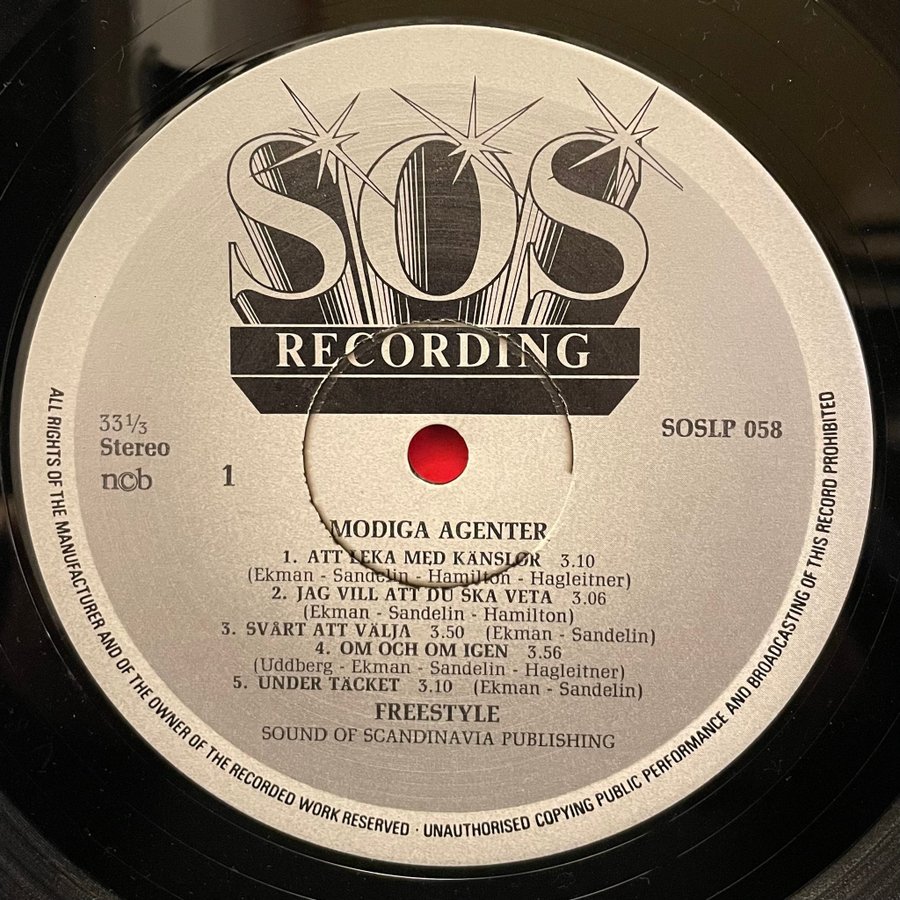 SOS
RECORDING
33 1/3
Stereo
ncb
1
SOSLP 058
MODIGA AGENTER
1. ATT LEKA MED KÄNSLOR 3.10
(Ekman - Sandelin - Hamilton - Hagleitner)
2. JAG VILL ATT DU SKA VETA 3.06
(Ekman - Sandelin - Hamilton)
3. SVÅRT ATT VÄLJA 3.50 (Ekman - Sandelin)
4. OM OCH OM IGEN 3.56
(Uddberg - Ekman - Sandelin - Hagleitner)
5. UNDER TÄCKET 3.10 (Ekman - Sandelin)
FREESTYLE
SOUND OF SCANDINAVIA PUBLISHING
ALL RIGHTS OF THE MANUFACTURER AND OF THE OWNER OF THE RECORDED WORK RESERVED · UNAUTHORISED COPYING PUBLIC PERFORMANCE AND BROADCASTING OF THIS RECORD PROHIBITED